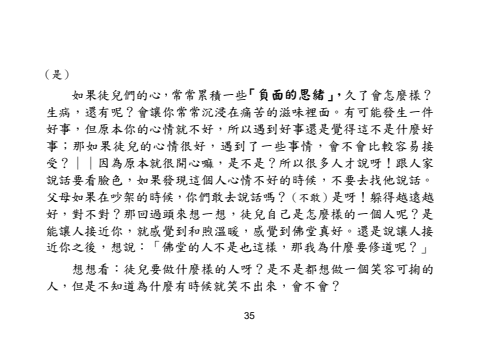 （是）
如果徒兒們的心，常常累積一些「負面的思緒」，久了會怎麼樣？
生病，還有呢？會讓你常常沉浸在痛苦的滋味裡面。有可能發生一件
好事，但原本你的心情就不好，所以遇到好事還是覺得這不是什麼好
事；那如果徒兒的心情很好，遇到了一些事情，會不會比較容易接
受？││因為原本就很開心嘛，是不是？所以很多人才說呀！跟人家
說話要看臉色，如果發現這個人心情不好的時候，不要去找他說話。
父母如果在吵架的時候，你們敢去說話嗎？（不敢）是呀！躲得越遠越
好，對不對？那回過頭來想一想，徒兒自己是怎麼樣的一個人呢？是
能讓人接近你，就感覺到和煦溫暖，感覺到佛堂真好。還是說讓人接
近你之後，想說：「佛堂的人不是也這樣，那我為什麼要修道呢？」
想想看：徒兒要做什麼樣的人呀？是不是都想做一個笑容可掬的
人，但是不知道為什麼有時候就笑不出來，會不會？
35